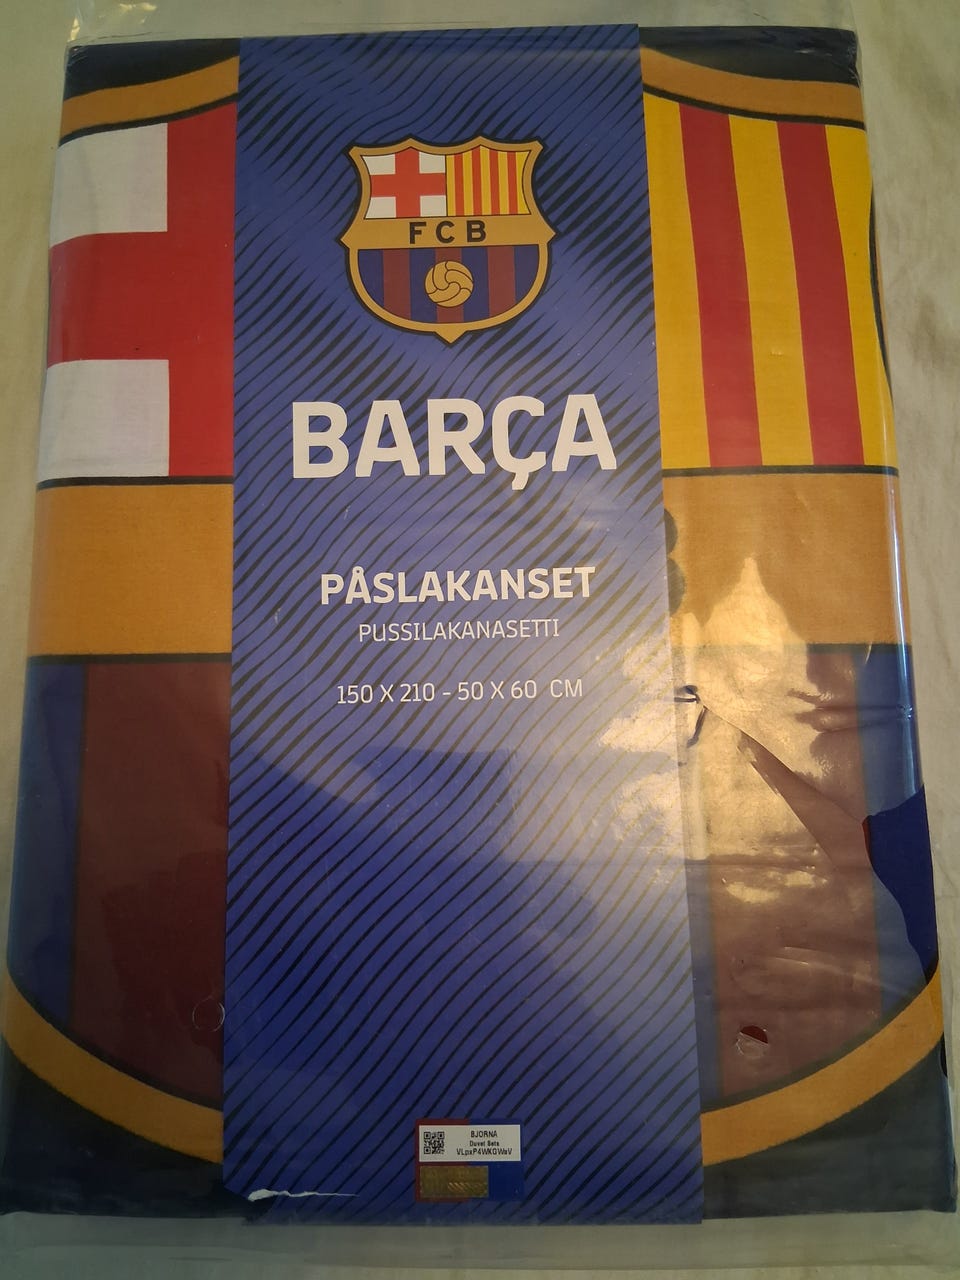 FCB
BARÇA
PÅSLAKANSET
PUSSILAKANASETTI
150 X 210 - 50 X 60 CM
BJORNA
Duvet Sets